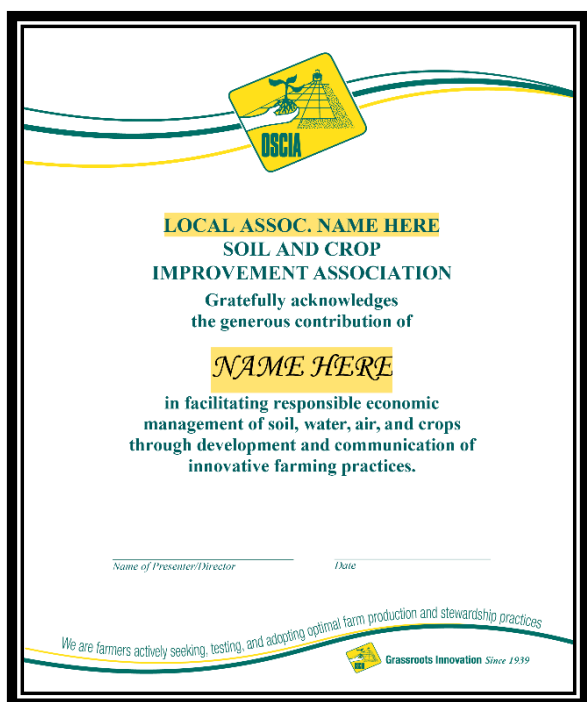 OSCIA
LOCAL ASSOC. NAME HERE
SOIL AND CROP
IMPROVEMENT ASSOCIATION
Gratefully acknowledges
the generous contribution of
NAME HERE
in facilitating responsible economic
management of soil, water, air, and crops
through development and communication of
innovative farming practices.
Name of Presenter/Director Date
We are farmers actively seeking, testing, and adopting optimal farm production and stewardship practices
Grassroots Innovation Since 1939